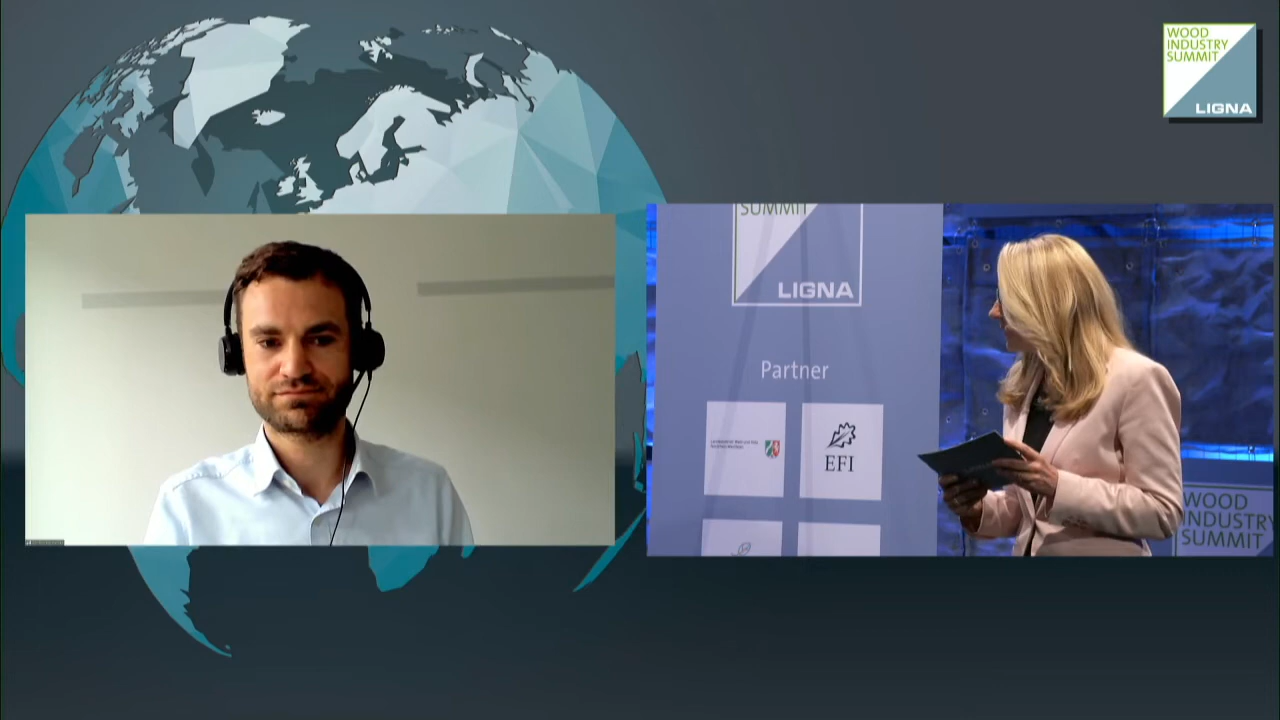 WOOD
INDUSTRY
SUMMIT
LIGNA
SUMMIT
LIGNA
Partner
EFI
WOOD
INDUSTRY
SUMMIT